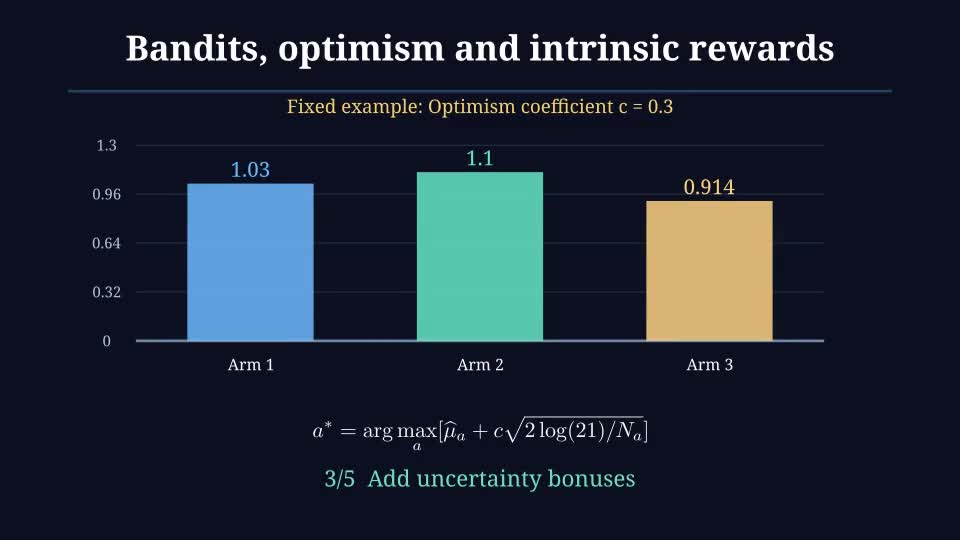 Bandits, optimism and intrinsic rewards
Fixed example: Optimism coefficient c = 0.3
1.3
0.96
0.64
0.32
0
1.03
1.1
0.914
Arm 1
Arm 2
Arm 3
a* = arg max_a[μ̂_a + c√(2 log(21)/N_a)]
3/5 Add uncertainty bonuses